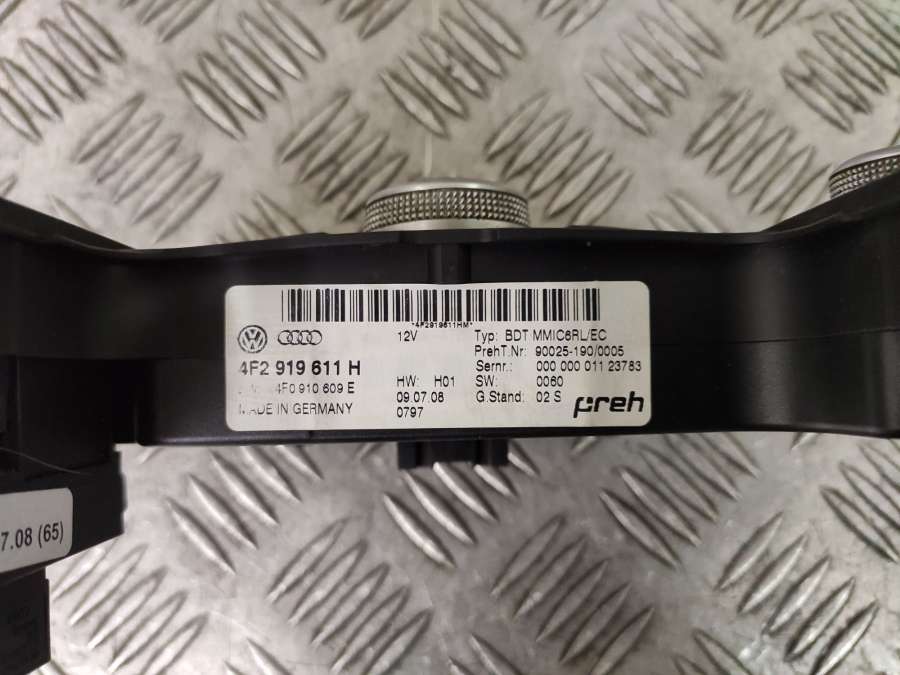 *4F2919611HM*
12V
Typ: BDT MMIC6RL/EC
PrehT.Nr: 90025-190/0005
4F2 919 611 H
Sernr.: 000 000 011 23783
4F0 910 609 E
HW: H01
SW: 0060
09.07.08
G.Stand: 02 S
MADE IN GERMANY
0797
preh
7.08 (65)